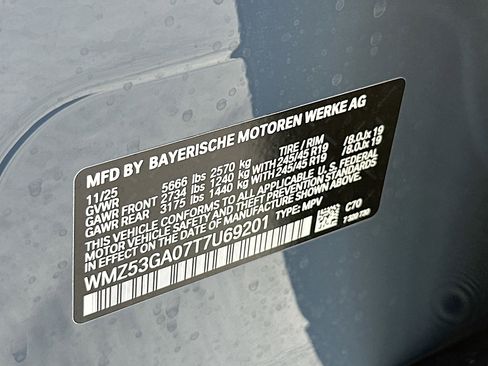 MFD BY BAYERISCHE MOTOREN WERKE AG
11/25 TIRE / RIM
GVWR 5666 lbs 2570 kg
GAWR FRONT 2734 lbs 1240 kg WITH 245/45 R19 /8.0Jx 19
GAWR REAR 3175 lbs 1440 kg WITH 245/45 R19 /8.0Jx 19
THIS VEHICLE CONFORMS TO ALL APPLICABLE U.S. FEDERAL
MOTOR VEHICLE SAFETY, BUMPER, AND
THEFT PREVENTION STANDARDS IN EFFECT ON THE DATE OF
MANUFACTURE SHOWN ABOVE.
WMZ53GA07T7U69201 TYPE: MPV C70